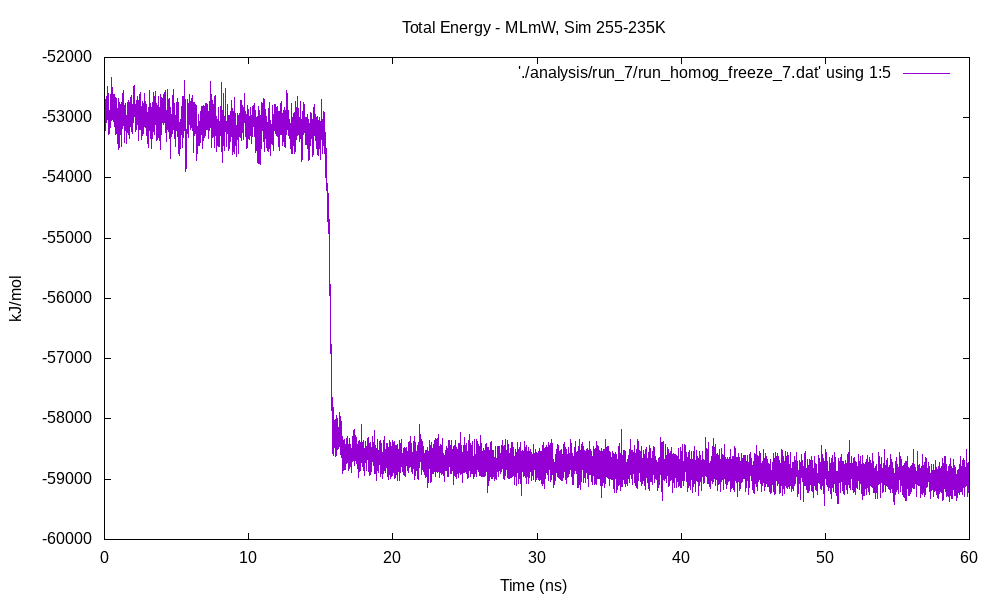 Total Energy - MLmW, Sim 255-235K
'./analysis/run_7/run_homog_freeze_7.dat' using 1:5
-52000
-53000
-54000
-55000
-56000
-57000
-58000
-59000
-60000
kJ/mol
0 10 20 30 40 50 60
Time (ns)